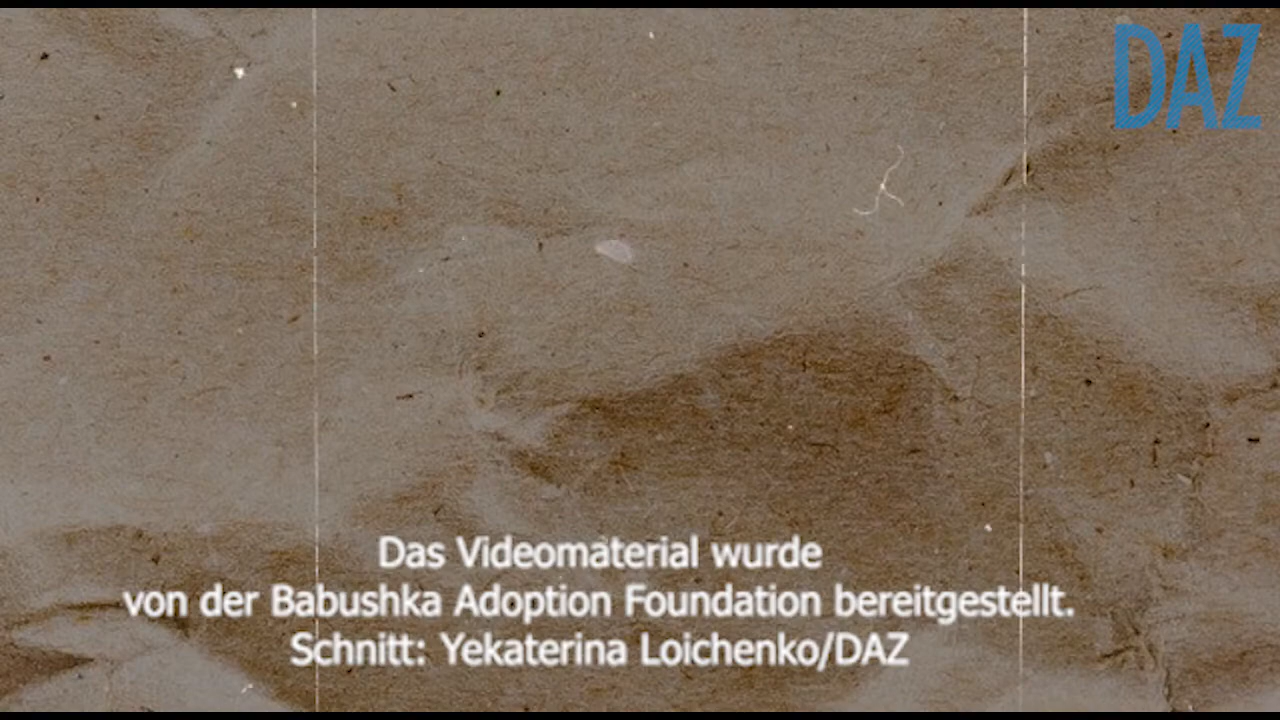 DAZ
Das Videomaterial wurde
von der Babushka Adoption Foundation bereitgestellt.
Schnitt: Yekaterina Loichenko/DAZ